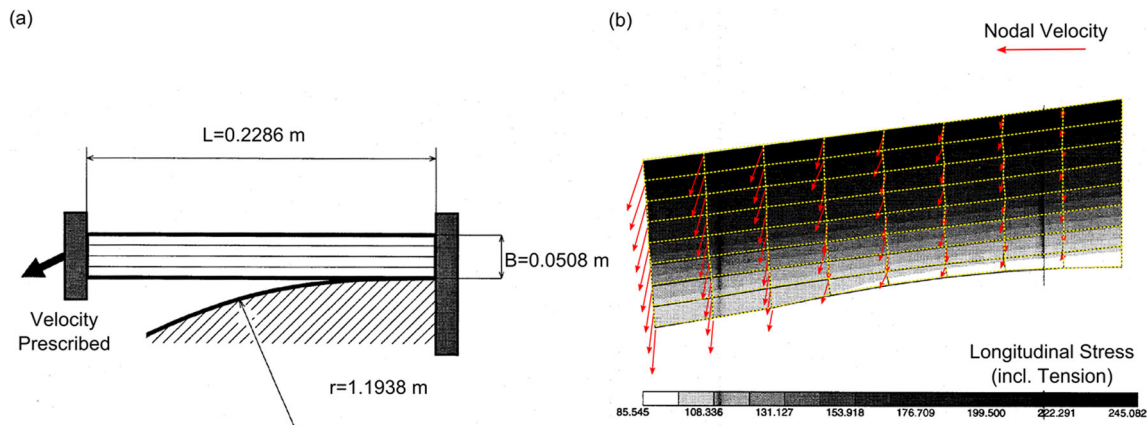 (a)
L=0.2286 m
B=0.0508 m
Velocity
Prescribed
r=1.1938 m
(b)
Nodal Velocity
Longitudinal Stress
(incl. Tension)
85.545 108.336 131.127 153.918 176.709 199.500 222.291 245.082